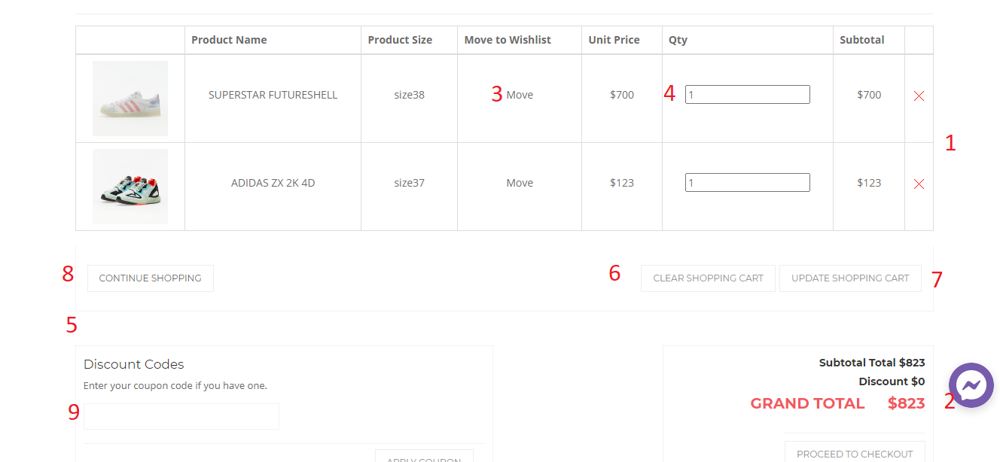 Product Name Product Size Move to Wishlist Unit Price Qty Subtotal
SUPERSTAR FUTURESHELL size38 3 Move $700 4 1 $700
1
ADIDAS ZX 2K 4D size37 Move $123 1 $123
8 CONTINUE SHOPPING 6 CLEAR SHOPPING CART UPDATE SHOPPING CART 7
5
Discount Codes
Enter your coupon code if you have one.
9
APPLY COUPON
Subtotal Total $823
Discount $0
GRAND TOTAL $823 2
PROCEED TO CHECKOUT